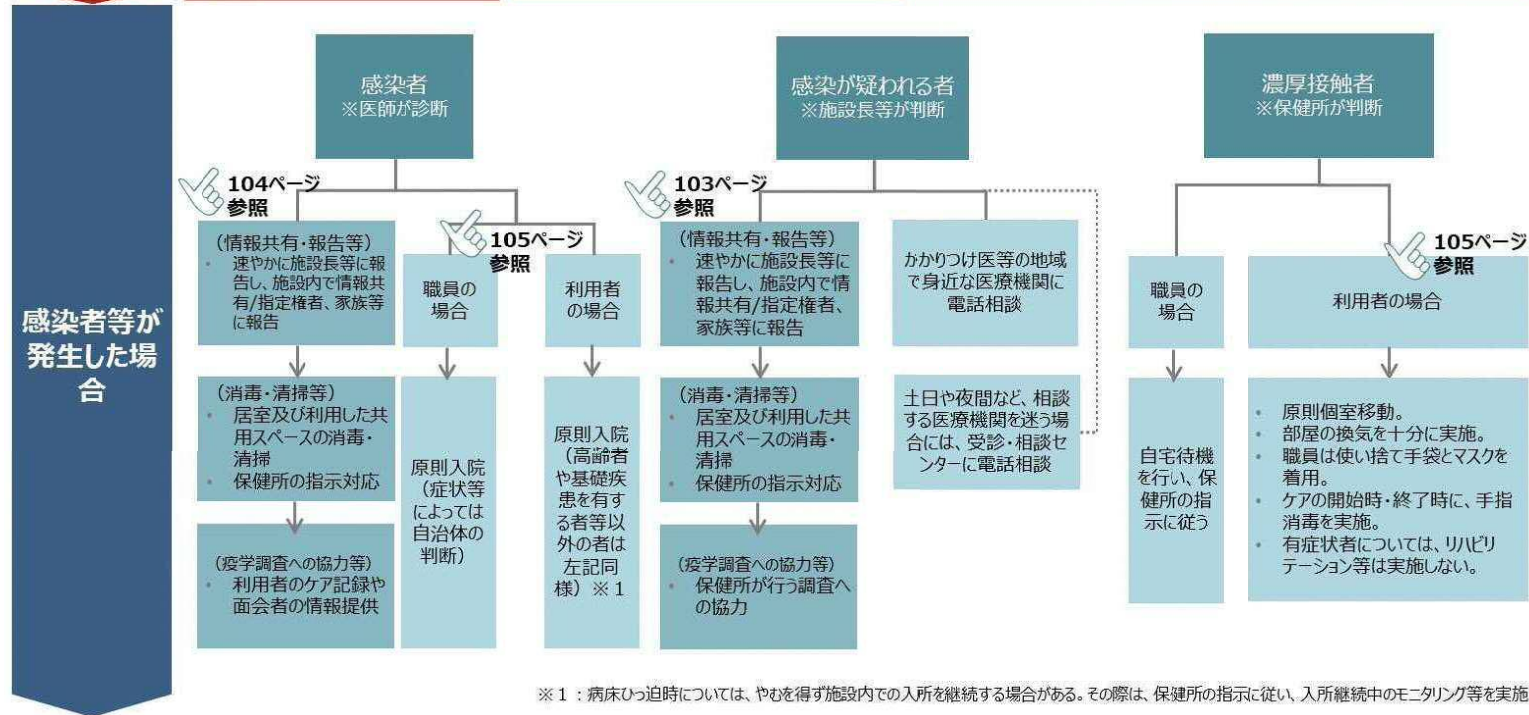 感染者等が
発生した場
合
感染者
※医師が診断
104ページ
参照
(情報共有・報告等)
・ 速やかに施設長等に報
告し、施設内で情報共
有/指定権者、家族等
に報告
(消毒・清掃等)
・ 居室及び利用した共
用スペースの消毒・
清掃
・ 保健所の指示対応
(疫学調査への協力等)
・ 利用者のケア記録や
面会者の情報提供
105ページ
参照
職員の
場合
原則入院
(症状等
によっては
自治体の
判断)
利用者
の場合
原則入院
(高齢者
や基礎疾
患を有す
る者等以
外の者は
左記同
様)※1
感染が疑われる者
※施設長等が判断
103ページ
参照
(情報共有・報告等)
・ 速やかに施設長等に
報告し、施設内で情
報共有/指定権者、
家族等に報告
(消毒・清掃等)
・ 居室及び利用した共
用スペースの消毒・
清掃
・ 保健所の指示対応
(疫学調査への協力等)
・ 保健所が行う調査へ
の協力
かかりつけ医等の地域
で身近な医療機関に
電話相談
土日や夜間など、相談
する医療機関を迷う場
合には、受診・相談セ
ンターに電話相談
濃厚接触者
※保健所が判断
職員の
場合
自宅待機
を行い、保
健所の指
示に従う
105ページ
参照
利用者の場合
・ 原則個室移動。
・ 部屋の換気を十分に実施。
・ 職員は使い捨て手袋とマスクを
着用。
・ ケアの開始時・終了時に、手指
消毒を実施。
・ 有症状者については、リハビリ
テーション等は実施しない。
※1:病床ひっ迫時については、やむを得ず施設内での入所を継続する場合がある。その際は、保健所の指示に従い、入所継続中のモニタリング等を実施